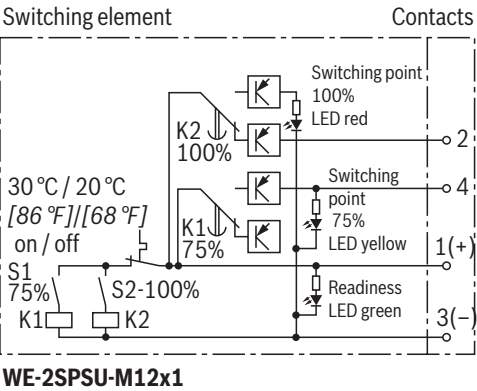 Switching element
Contacts
Switching point
100%
LED red
K2
100%
2
30 °C / 20 °C
[86 °F]/[68 °F]
on / off
Switching
point
75%
LED yellow
4
K1
75%
1(+)
S1
75%
S2-100%
Readiness
LED green
K1
K2
3(−)
WE-2SPSU-M12x1